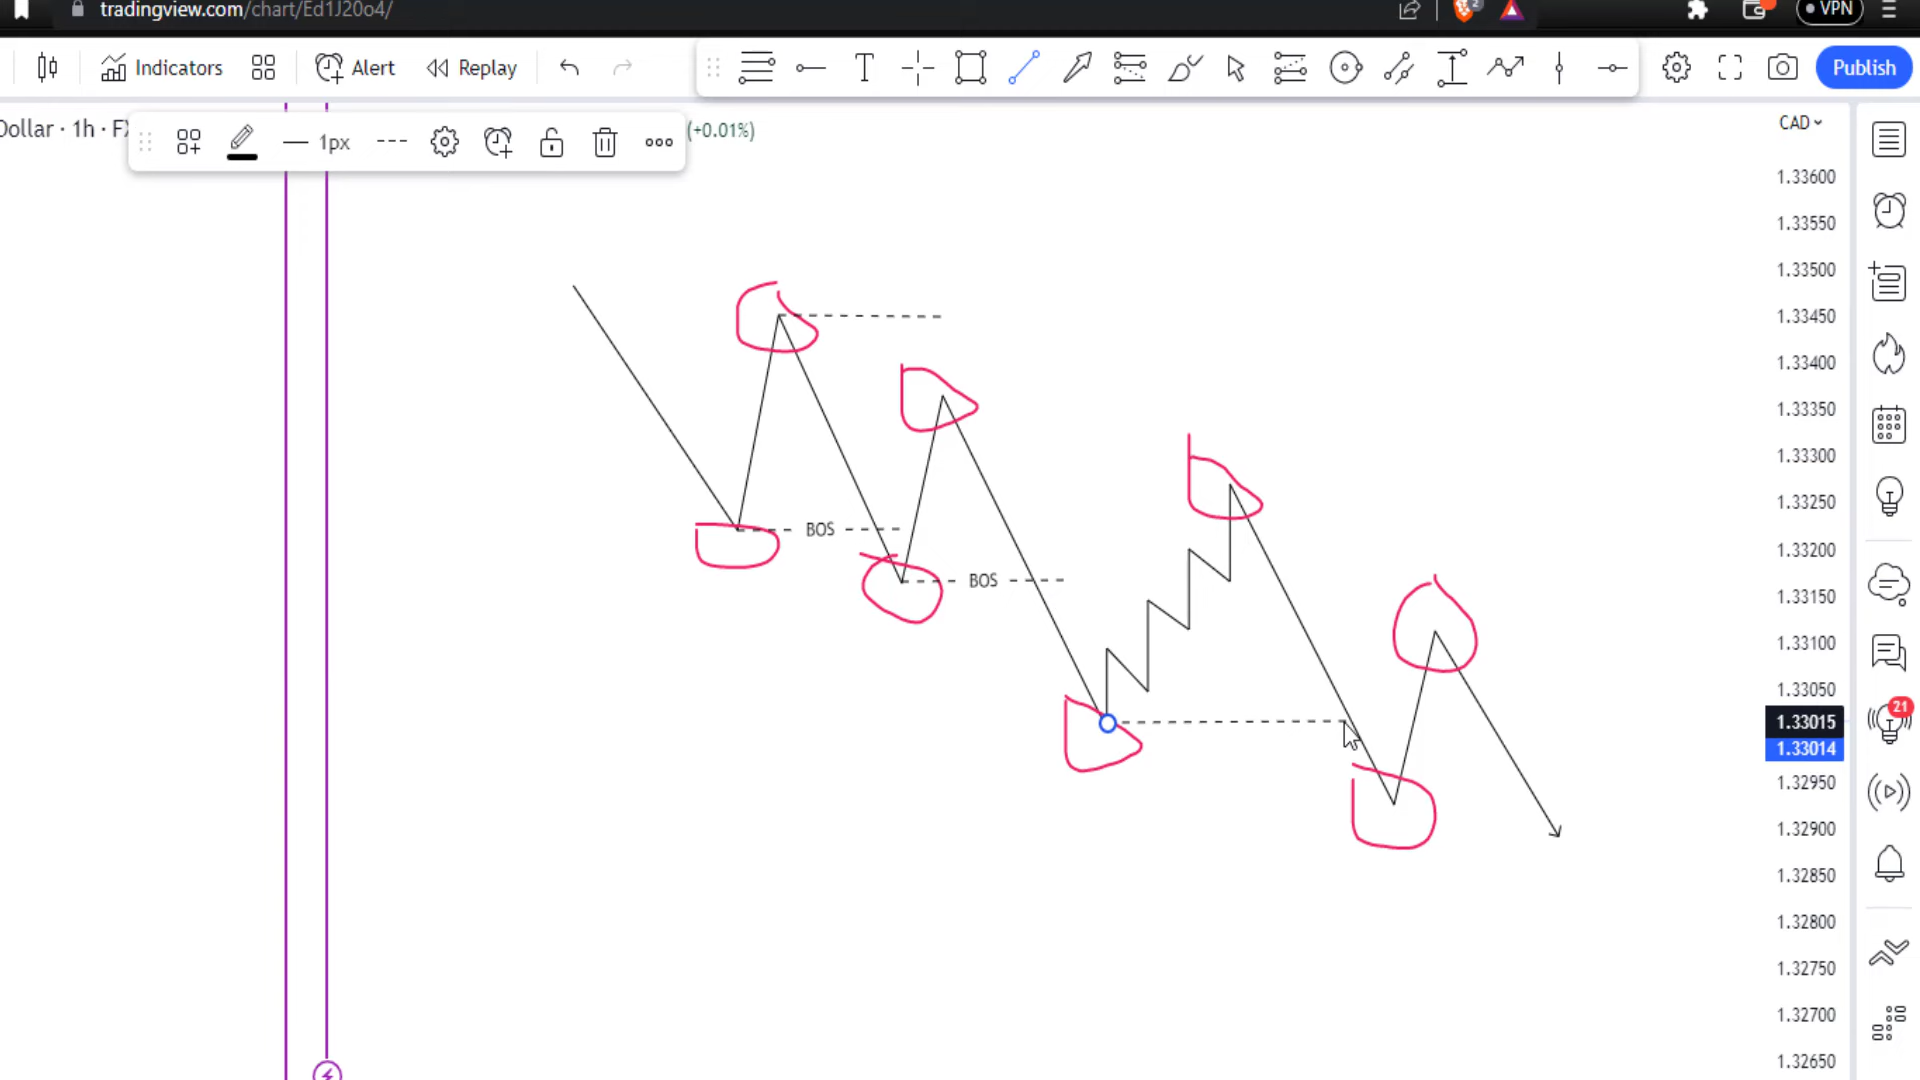 tradingview.com/chart/Ed1J20o4/
2
VPN
Indicators
Alert
Replay
Publish
Dollar · 1h · FX
(+0.01%)
CAD
1px
1.33600
1.33550
1.33500
1.33450
1.33400
1.33350
1.33300
1.33250
1.33200
1.33150
1.33100
1.33050
1.33015
1.33014
1.32950
1.32900
1.32850
1.32800
1.32750
1.32700
1.32650
BOS
BOS
21